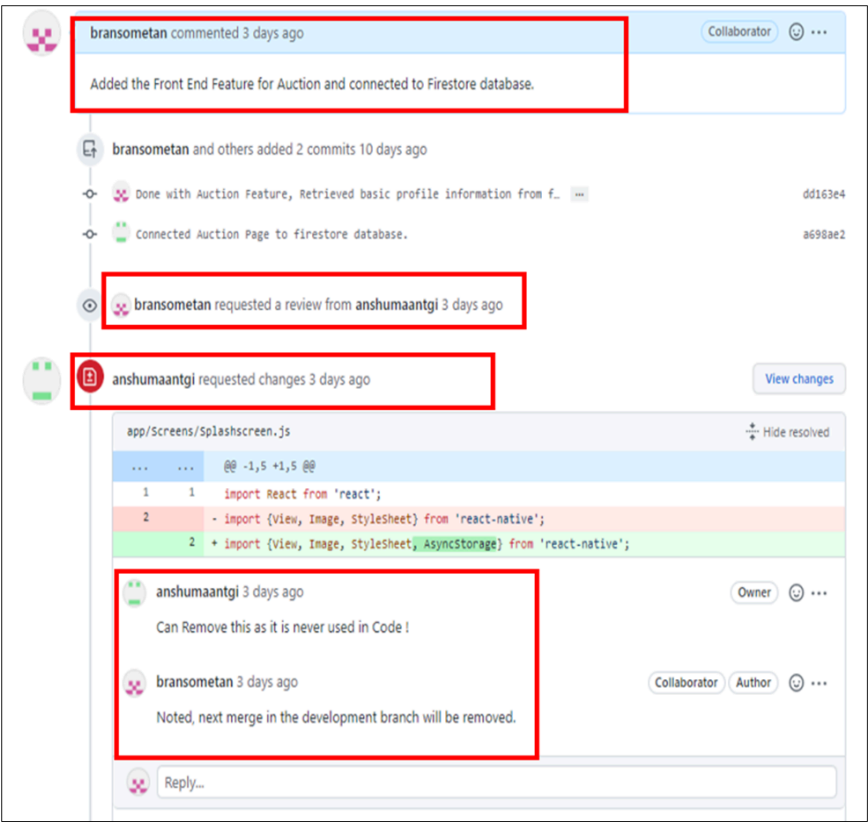 bransometan commented 3 days ago
Collaborator
Added the Front End Feature for Auction and connected to Firestore database.
bransometan and others added 2 commits 10 days ago
Done with Auction Feature, Retrieved basic profile information from f… ...
dd163e4
Connected Auction Page to firestore database.
a698ae2
bransometan requested a review from anshumaantgi 3 days ago
anshumaantgi requested changes 3 days ago
View changes
app/Screens/Splashscreen.js
Hide resolved
... ... @@ -1,5 +1,5 @@
1 1 import React from 'react';
2 - import {View, Image, StyleSheet} from 'react-native';
2 + import {View, Image, StyleSheet, AsyncStorage} from 'react-native';
anshumaantgi 3 days ago
Owner
Can Remove this as it is never used in Code !
bransometan 3 days ago
Collaborator Author
Noted, next merge in the development branch will be removed.
Reply...